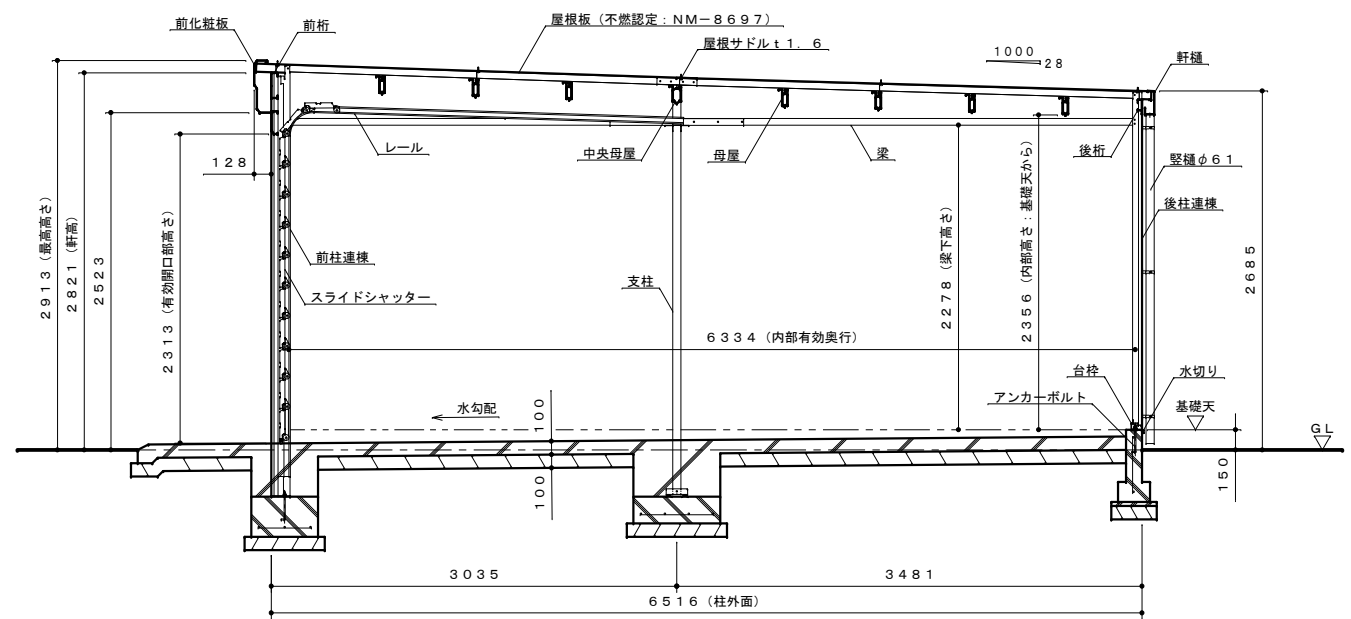 屋根板（不燃認定：ＮＭ－８６９７）
前化粧板
前桁
屋根サドルｔ１．６
１０００
２８
軒樋
レール
中央母屋
母屋
梁
後桁
竪樋φ６１
後柱連棟
１２８
２９１３（最高高さ）
２８２１（軒高）
２５２３
２３１３（有効開口部高さ）
前柱連棟
スライドシャッター
支柱
２２７８（梁下高さ）
２３５６（内部高さ：基礎天から）
２６８５
６３３４（内部有効奥行）
台枠
水切り
アンカーボルト
基礎天
水勾配
１００
１００
ＧＬ
１５０
３０３５
３４８１
６５１６（柱外面）